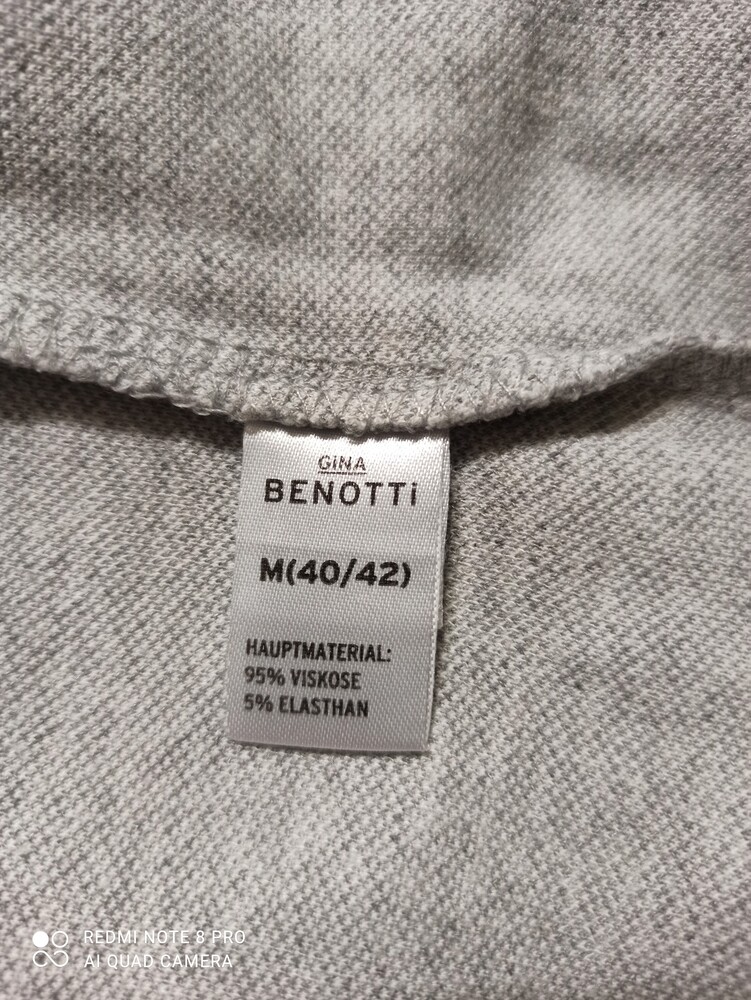 GiNA
BENOTTi
M(40/42)
HAUPTMATERIAL:
95% VISKOSE
5% ELASTHAN
REDMI NOTE 8 PRO
AI QUAD CAMERA